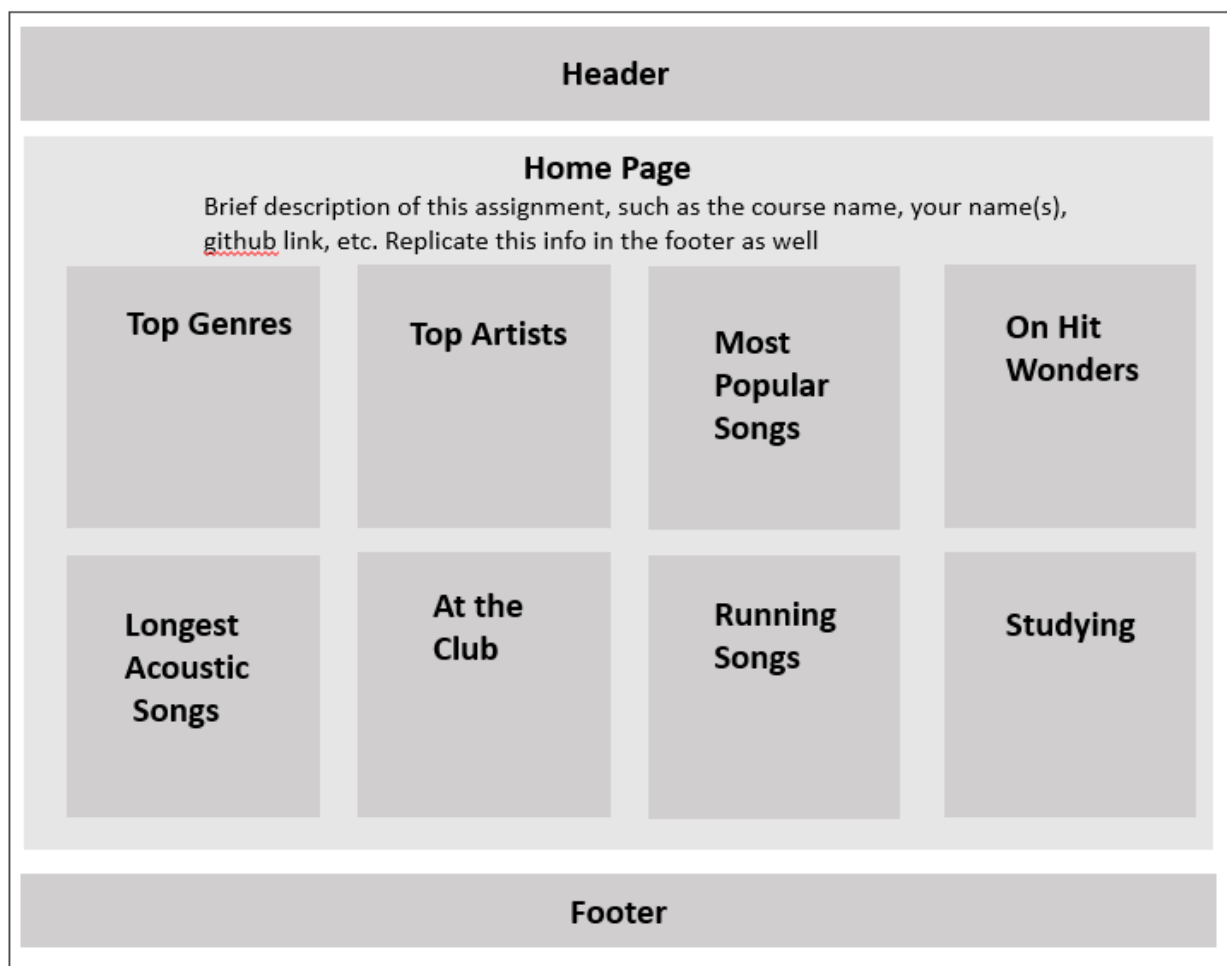 Header
Home Page
Brief description of this assignment, such as the course name, your name(s),
github link, etc. Replicate this info in the footer as well
Top Genres
Top Artists
Most
Popular
Songs
On Hit
Wonders
Longest
Acoustic
Songs
At the
Club
Running
Songs
Studying
Footer